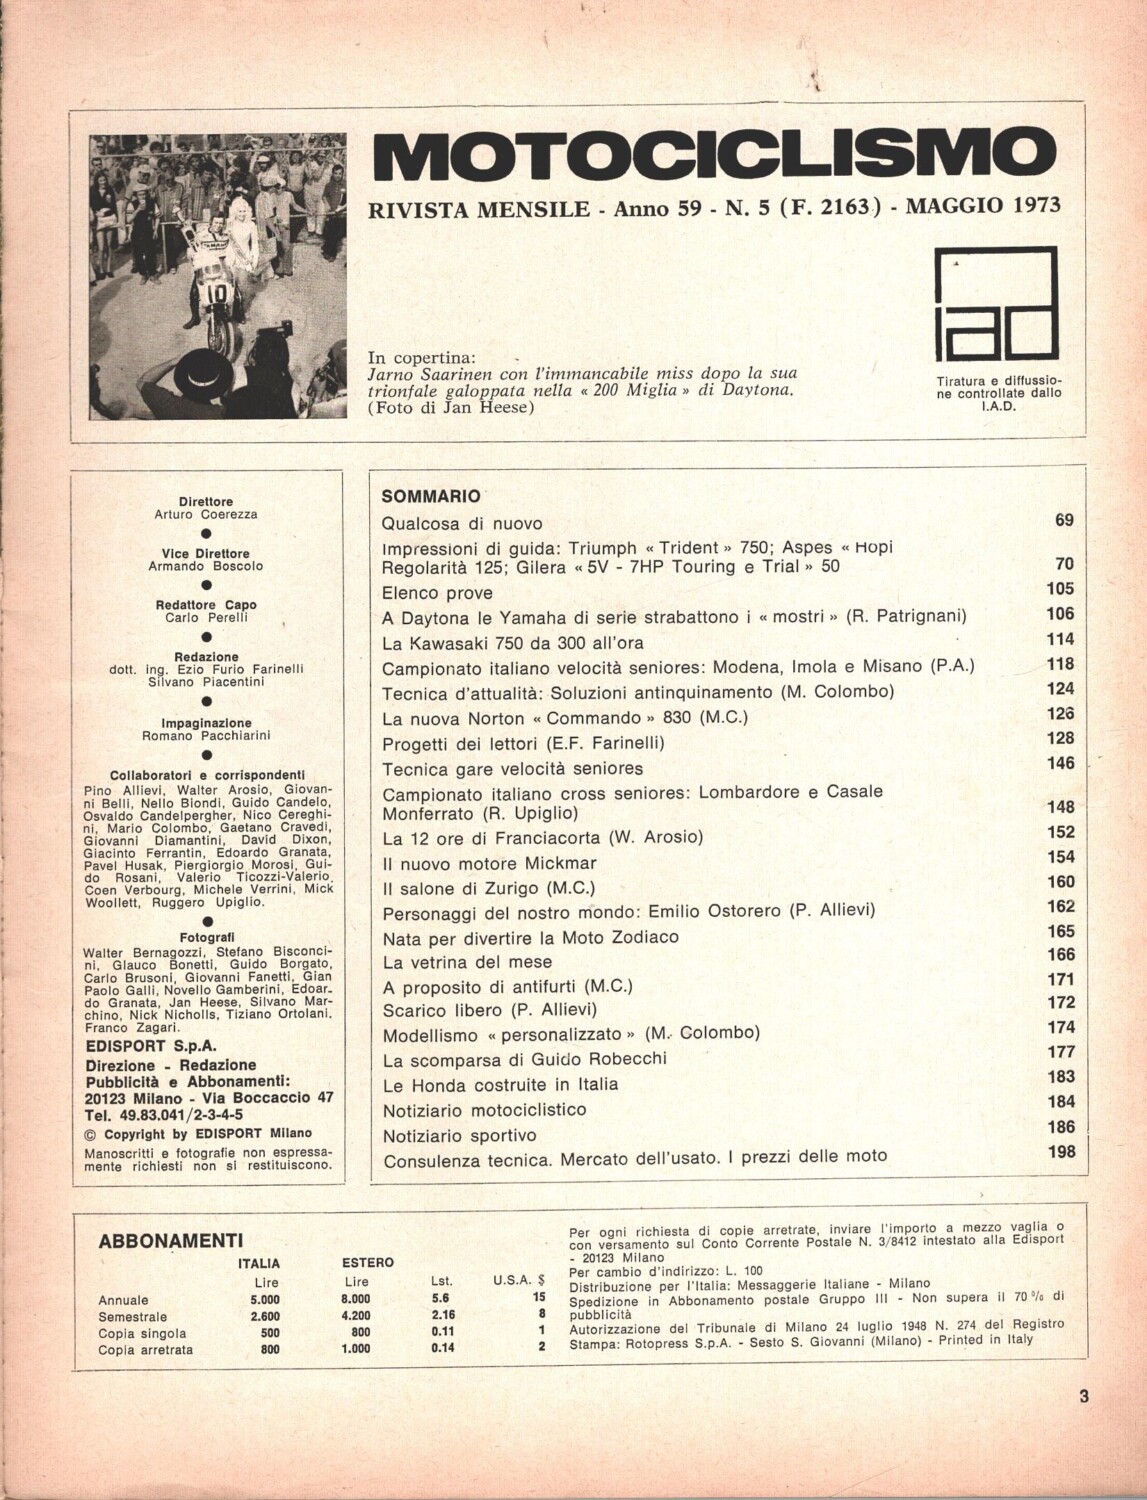 MOTOCICLISMO
RIVISTA MENSILE - Anno 59 - N. 5 (F. 2163) - MAGGIO 1973
10
iad
In copertina:
Jarno Saarinen con l'immancabile miss dopo la sua
trionfale galoppata nella « 200 Miglia » di Daytona.
(Foto di Jan Heese)
Tiratura e diffussio-
ne controllate dallo
I.A.D.
Direttore
Arturo Coerezza
Vice Direttore
Armando Boscolo
Redattore Capo
Carlo Perelli
Redazione
dott. ing. Ezio Furio Farinelli
Silvano Piacentini
Impaginazione
Romano Pacchiarini
Collaboratori e corrispondenti
Pino Allievi, Walter Arosio, Giovan-
ni Belli, Nello Biondi, Guido Candelo,
Osvaldo Candelpergher, Nico Cereghi-
ni, Mario Colombo, Gaetano Cravedi,
Giovanni Diamantini, David Dixon,
Giacinto Ferrantin, Edoardo Granata,
Pavel Husak, Piergiorgio Morosi, Gui-
do Rosani, Valerio Ticozzi-Valerio,
Coen Verbourg, Michele Verrini, Mick
Woollett, Ruggero Upiglio.
Fotografi
Walter Bernagozzi, Stefano Bisconci-
ni, Glauco Bonetti, Guido Borgato,
Carlo Brusoni, Giovanni Fanetti, Gian
Paolo Galli, Novello Gamberini, Edoar-
do Granata, Jan Heese, Silvano Mar-
chino, Nick Nicholls, Tiziano Ortolani.
Franco Zagari.
EDISPORT S.p.A.
Direzione - Redazione
Pubblicità e Abbonamenti:
20123 Milano - Via Boccaccio 47
Tel. 49.83.041/2-3-4-5
© Copyright by EDISPORT Milano
Manoscritti e fotografie non espressa-
mente richiesti non si restituiscono.
SOMMARIO
Qualcosa di nuovo 69
Impressioni di guida: Triumph « Trident » 750; Aspes « Hopi
Regolarità 125; Gilera « 5V - 7HP Touring e Trial » 50 70
Elenco prove 105
A Daytona le Yamaha di serie strabattono i « mostri » (R. Patrignani) 106
La Kawasaki 750 da 300 all'ora 114
Campionato italiano velocità seniores: Modena, Imola e Misano (P.A.) 118
Tecnica d'attualità: Soluzioni antinquinamento (M. Colombo) 124
La nuova Norton « Commando » 830 (M.C.) 126
Progetti dei lettori (E.F. Farinelli) 128
Tecnica gare velocità seniores 146
Campionato italiano cross seniores: Lombardore e Casale
Monferrato (R. Upiglio) 148
La 12 ore di Franciacorta (W. Arosio) 152
Il nuovo motore Mickmar 154
Il salone di Zurigo (M.C.) 160
Personaggi del nostro mondo: Emilio Ostorero (P. Allievi) 162
Nata per divertire la Moto Zodiaco 165
La vetrina del mese 166
A proposito di antifurti (M.C.) 171
Scarico libero (P. Allievi) 172
Modellismo « personalizzato » (M. Colombo) 174
La scomparsa di Guido Robecchi 177
Le Honda costruite in Italia 183
Notiziario motociclistico 184
Notiziario sportivo 186
Consulenza tecnica. Mercato dell'usato. I prezzi delle moto 198
ABBONAMENTI
ITALIA ESTERO
Lire Lire Lst. U.S.A. $
Annuale 5.000 8.000 5.6 15
Semestrale 2.600 4.200 2.16 8
Copia singola 500 800 0.11 1
Copia arretrata 800 1.000 0.14 2
Per ogni richiesta di copie arretrate, inviare l'importo a mezzo vaglia o
con versamento sul Conto Corrente Postale N. 3/8412 intestato alla Edisport
- 20123 Milano
Per cambio d'indirizzo: L. 100
Distribuzione per l'Italia: Messaggerie Italiane - Milano
Spedizione in Abbonamento postale Gruppo III - Non supera il 70 % di
pubblicità
Autorizzazione del Tribunale di Milano 24 luglio 1948 N. 274 del Registro
Stampa: Rotopress S.p.A. - Sesto S. Giovanni (Milano) - Printed in Italy
3